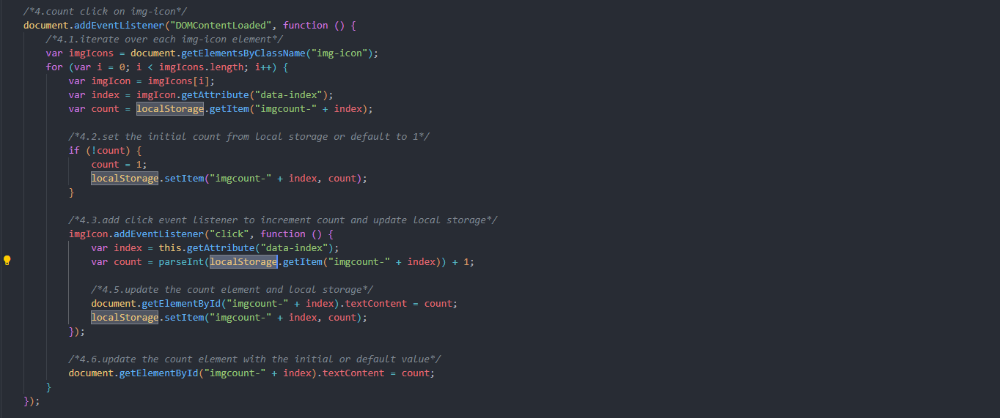 /*4.count click on img-icon*/
document.addEventListener("DOMContentLoaded", function () {
    /*4.1.iterate over each img-icon element*/
    var imgIcons = document.getElementsByClassName("img-icon");
    for (var i = 0; i < imgIcons.length; i++) {
        var imgIcon = imgIcons[i];
        var index = imgIcon.getAttribute("data-index");
        var count = localStorage.getItem("imgcount-" + index);

        /*4.2.set the initial count from local storage or default to 1*/
        if (!count) {
            count = 1;
            localStorage.setItem("imgcount-" + index, count);
        }

        /*4.3.add click event listener to increment count and update local storage*/
        imgIcon.addEventListener("click", function () {
            var index = this.getAttribute("data-index");
            var count = parseInt(localStorage.getItem("imgcount-" + index)) + 1;

            /*4.5.update the count element and local storage*/
            document.getElementById("imgcount-" + index).textContent = count;
            localStorage.setItem("imgcount-" + index, count);
        });

        /*4.6.update the count element with the initial or default value*/
        document.getElementById("imgcount-" + index).textContent = count;
    }
});